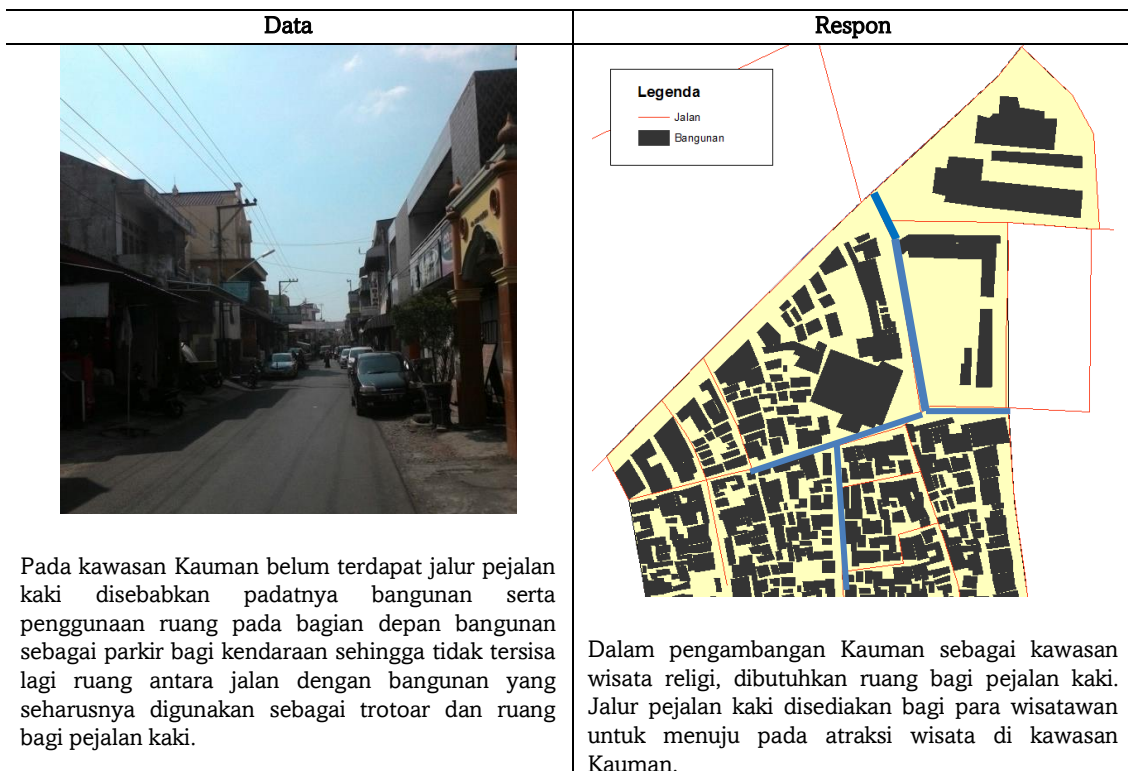 Data
Respon
Legenda
Jalan
Bangunan
Pada kawasan Kauman belum terdapat jalur pejalan
kaki disebabkan padatnya bangunan serta
penggunaan ruang pada bagian depan bangunan
sebagai parkir bagi kendaraan sehingga tidak tersisa
lagi ruang antara jalan dengan bangunan yang
seharusnya digunakan sebagai trotoar dan ruang
bagi pejalan kaki.
Dalam pengambangan Kauman sebagai kawasan
wisata religi, dibutuhkan ruang bagi pejalan kaki.
Jalur pejalan kaki disediakan bagi para wisatawan
untuk menuju pada atraksi wisata di kawasan
Kauman.